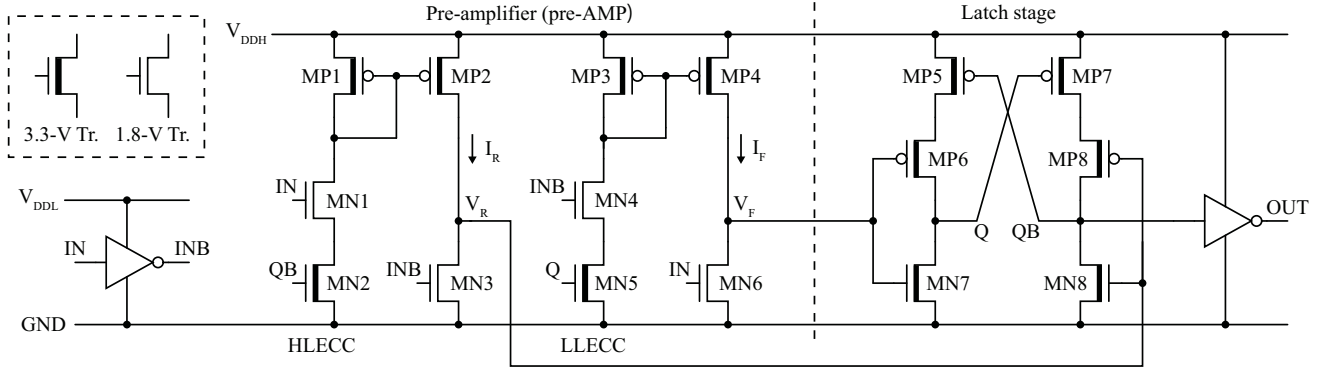 Pre-amplifier (pre-AMP)
Latch stage
V_DDH
MP1
MP2
MP3
MP4
MP5
MP7
3.3-V Tr.
1.8-V Tr.
I_R
I_F
MP6
MP8
IN
MN1
INB
MN4
V_DDL
V_R
V_F
Q
QB
OUT
IN
INB
QB
MN2
INB
MN3
Q
MN5
IN
MN6
MN7
MN8
GND
HLECC
LLECC